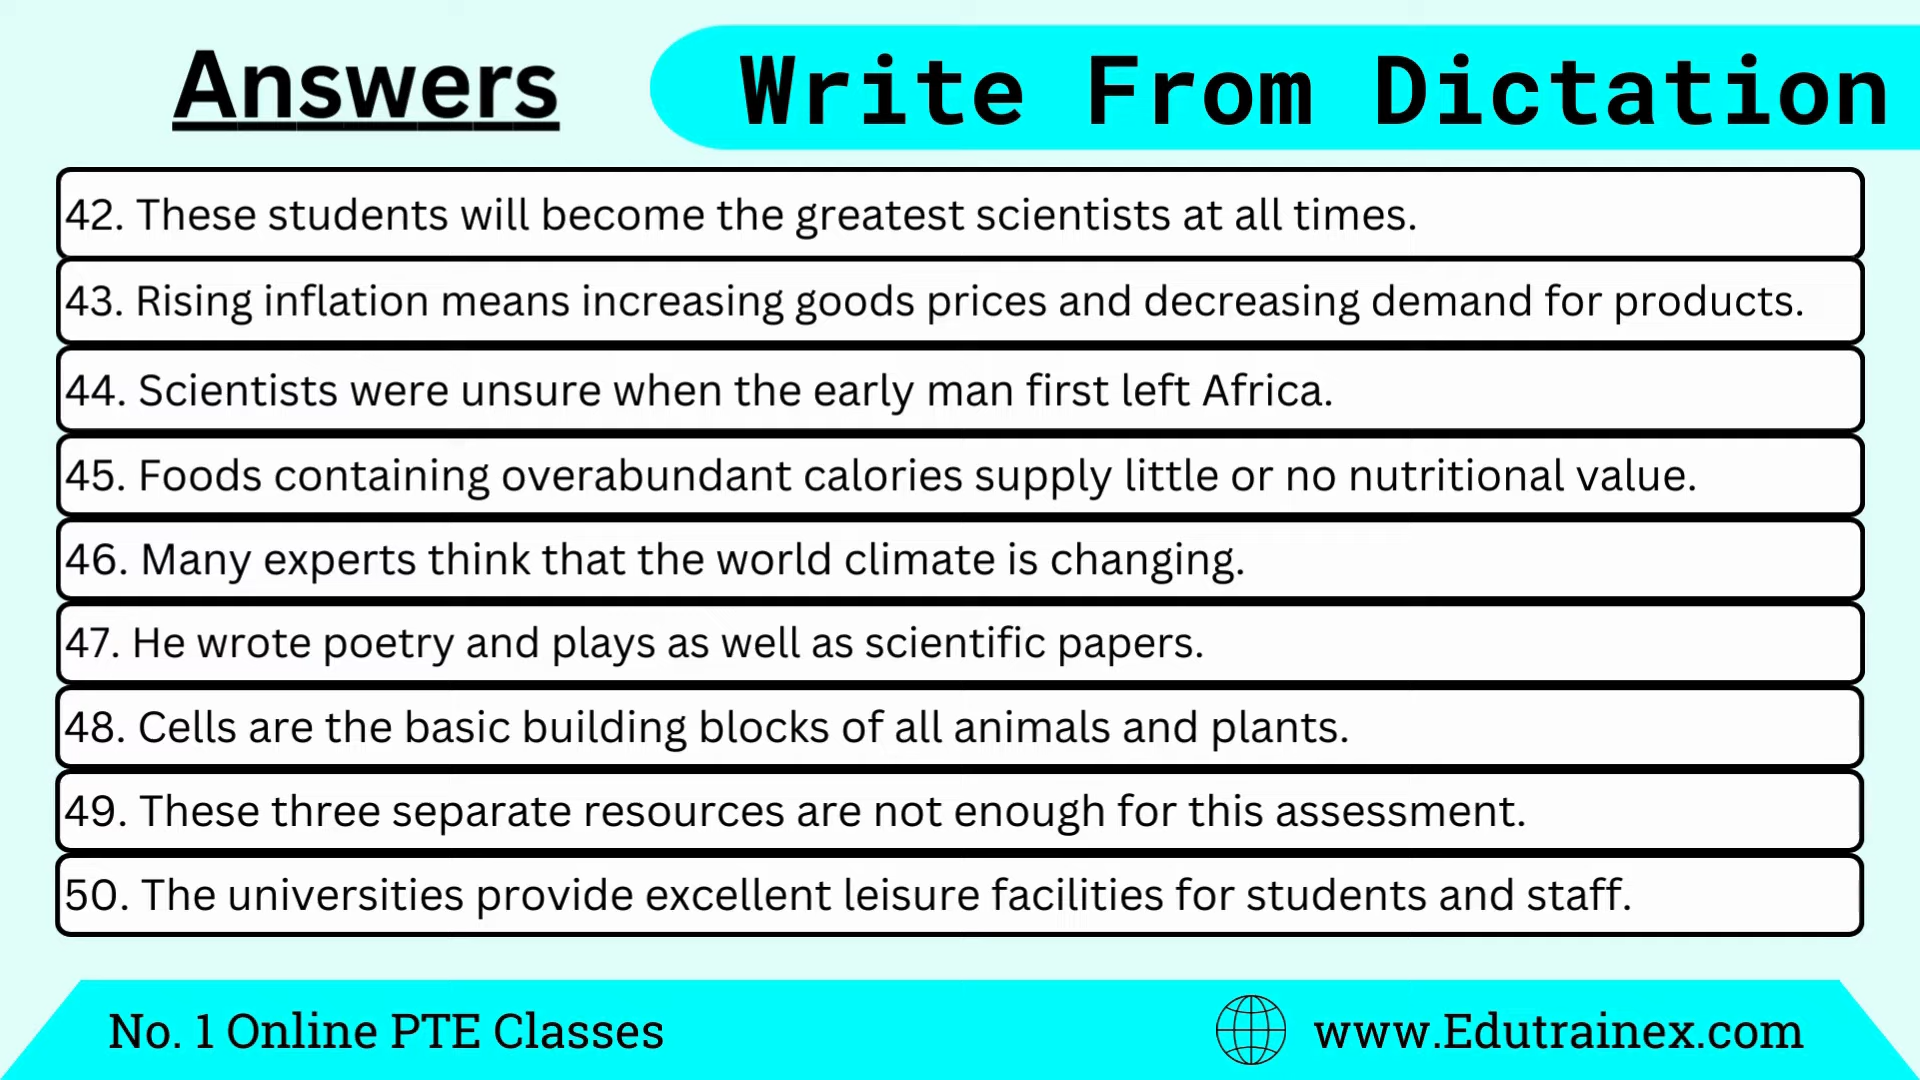 Answers
Write From Dictation
42. These students will become the greatest scientists at all times.
43. Rising inflation means increasing goods prices and decreasing demand for products.
44. Scientists were unsure when the early man first left Africa.
45. Foods containing overabundant calories supply little or no nutritional value.
46. Many experts think that the world climate is changing.
47. He wrote poetry and plays as well as scientific papers.
48. Cells are the basic building blocks of all animals and plants.
49. These three separate resources are not enough for this assessment.
50. The universities provide excellent leisure facilities for students and staff.
No. 1 Online PTE Classes
www.Edutrainex.com